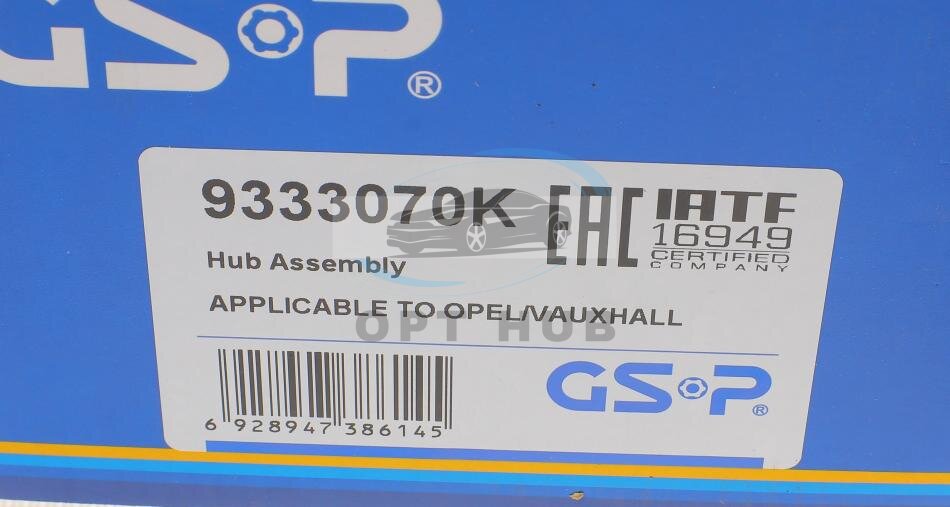 GSP®
9333070K
EAC
IATF
16949
CERTIFIED
COMPANY
Hub Assembly
APPLICABLE TO OPEL/VAUXHALL
OPT HUB
6 928947 386145
GSP®